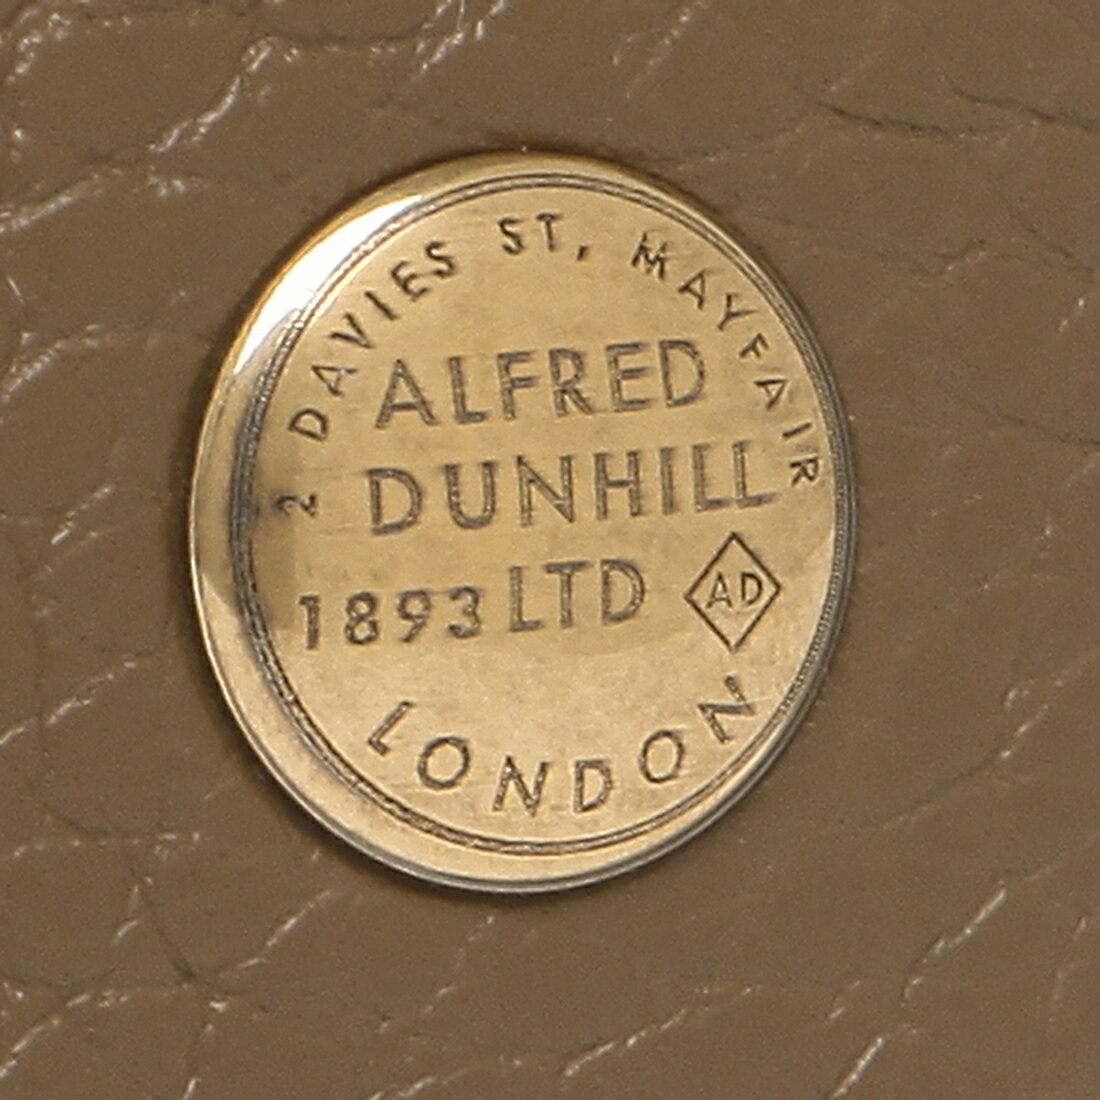 2 DAVIES ST, MAYFAIR
ALFRED
DUNHILL
1893 LTD AD
LONDON